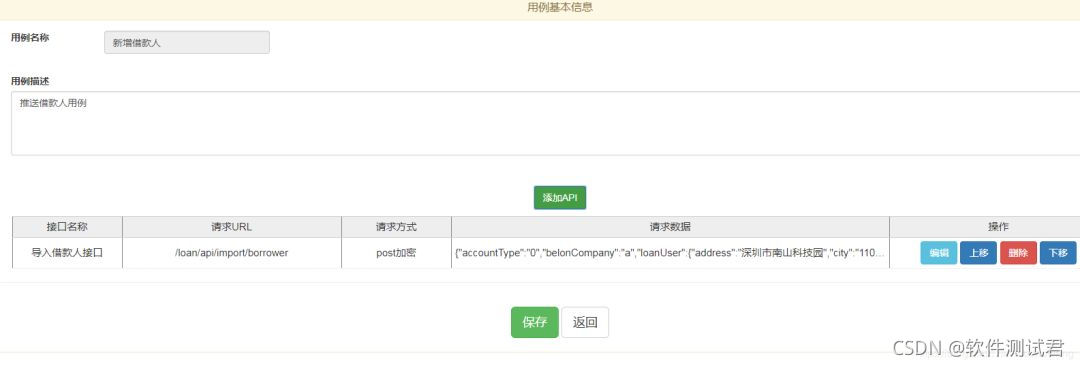 用例基本信息
用例名称
新增借款人
用例描述
推送借款人用例
添加API
接口名称 请求URL 请求方式 请求数据 操作
导入借款人接口 /loan/api/import/borrower post加密 {"accountType":"0","belonCompany":"a","loanUser":{"address":"深圳市南山科技园","city":"110... 编辑 上移 删除 下移
保存 返回
CSDN @软件测试君